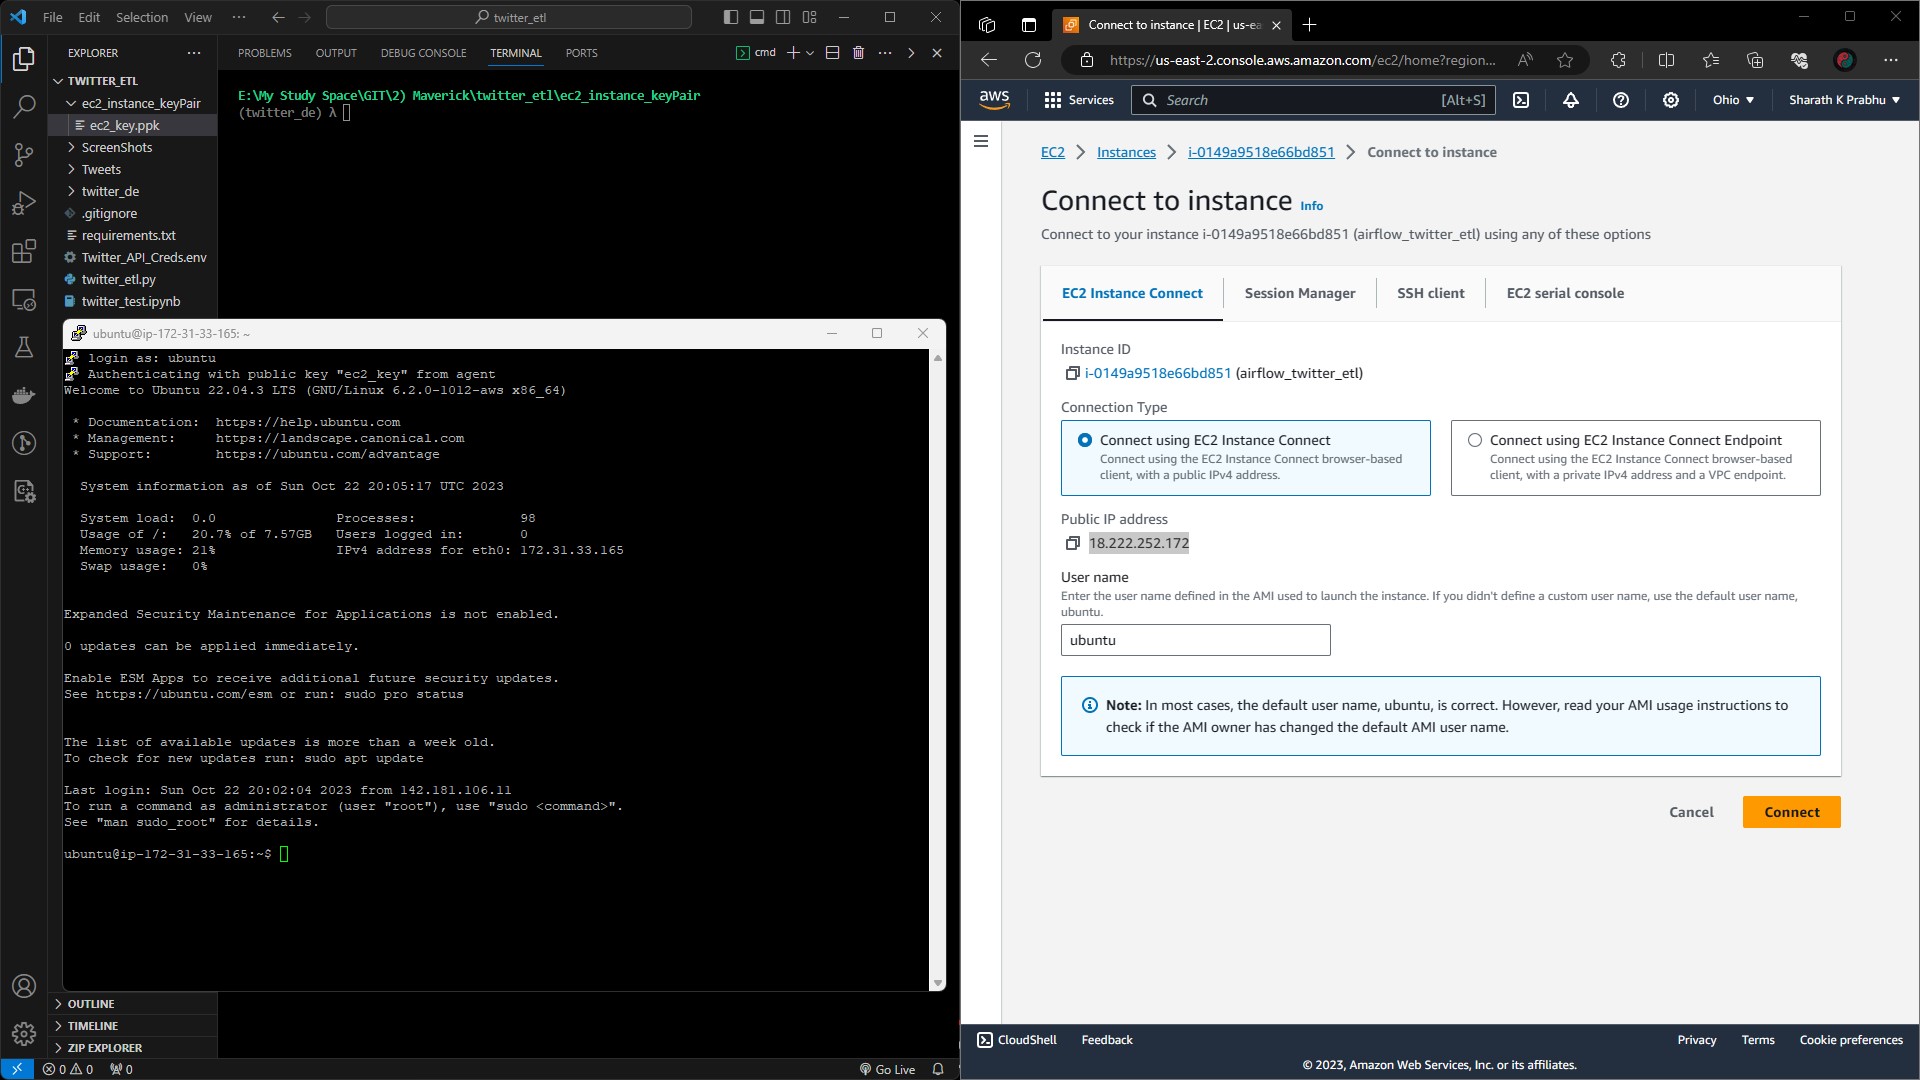 File Edit Selection View ··· twitter_etl
EXPLORER ···
TWITTER_ETL
ec2_instance_keyPair
ec2_key.ppk
ScreenShots
Tweets
twitter_de
.gitignore
requirements.txt
Twitter_API_Creds.env
twitter_etl.py
twitter_test.ipynb
PROBLEMS OUTPUT DEBUG CONSOLE TERMINAL PORTS cmd
E:\My Study Space\GIT\2) Maverick\twitter_etl\ec2_instance_keyPair
(twitter_de) λ
ubuntu@ip-172-31-33-165: ~
login as: ubuntu
Authenticating with public key "ec2_key" from agent
Welcome to Ubuntu 22.04.3 LTS (GNU/Linux 6.2.0-1012-aws x86_64)
* Documentation: https://help.ubuntu.com
* Management: https://landscape.canonical.com
* Support: https://ubuntu.com/advantage
System information as of Sun Oct 22 20:05:17 UTC 2023
System load: 0.0 Processes: 98
Usage of /: 20.7% of 7.57GB Users logged in: 0
Memory usage: 21% IPv4 address for eth0: 172.31.33.165
Swap usage: 0%
Expanded Security Maintenance for Applications is not enabled.
0 updates can be applied immediately.
Enable ESM Apps to receive additional future security updates.
See https://ubuntu.com/esm or run: sudo pro status
The list of available updates is more than a week old.
To check for new updates run: sudo apt update
Last login: Sun Oct 22 20:02:04 2023 from 142.181.106.11
To run a command as administrator (user "root"), use "sudo <command>".
See "man sudo_root" for details.
ubuntu@ip-172-31-33-165:~$
OUTLINE
TIMELINE
ZIP EXPLORER
0 0 0 Go Live
Connect to instance | EC2 | us-ea
https://us-east-2.console.aws.amazon.com/ec2/home?region...
aws Services Search [Alt+S] Ohio ▼ Sharath K Prabhu ▼
EC2 > Instances > i-0149a9518e66bd851 > Connect to instance
Connect to instance Info
Connect to your instance i-0149a9518e66bd851 (airflow_twitter_etl) using any of these options
EC2 Instance Connect Session Manager SSH client EC2 serial console
Instance ID
i-0149a9518e66bd851 (airflow_twitter_etl)
Connection Type
Connect using EC2 Instance Connect
Connect using the EC2 Instance Connect browser-based
client, with a public IPv4 address.
Connect using EC2 Instance Connect Endpoint
Connect using the EC2 Instance Connect browser-based
client, with a private IPv4 address and a VPC endpoint.
Public IP address
18.222.252.172
User name
Enter the user name defined in the AMI used to launch the instance. If you didn't define a custom user name, use the default user name,
ubuntu.
ubuntu
Note: In most cases, the default user name, ubuntu, is correct. However, read your AMI usage instructions to
check if the AMI owner has changed the default AMI user name.
Cancel Connect
CloudShell Feedback Privacy Terms Cookie preferences
© 2023, Amazon Web Services, Inc. or its affiliates.